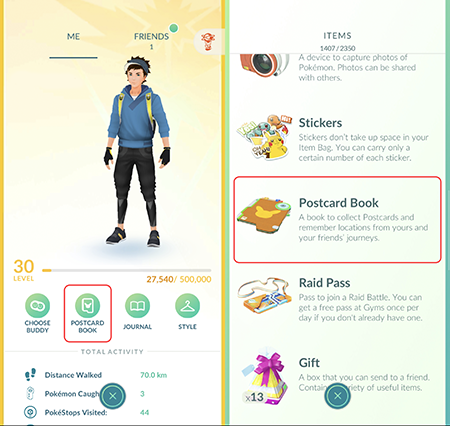 ME
FRIENDS
1
30
LEVEL
27,540/ 500,000
CHOOSE
BUDDY
POSTCARD
BOOK
JOURNAL
STYLE
TOTAL ACTIVITY
Distance Walked 70.0 km
Pokémon Caugh 3
PokéStops Visited: 44
ITEMS
1407/2350
A device to capture photos of
Pokémon. Photos can be shared
with others.
Stickers
Stickers don't take up space in your
Item Bag. You can carry only a
certain number of each sticker.
Postcard Book
A book to collect Postcards and
remember locations from yours and
your friends' journeys.
Raid Pass
Pass to join a Raid Battle. You can
get a free pass at Gyms once per
day if you don't already have one.
Gift
A box that you can send to a friend.
Contain riety of useful items.
×13